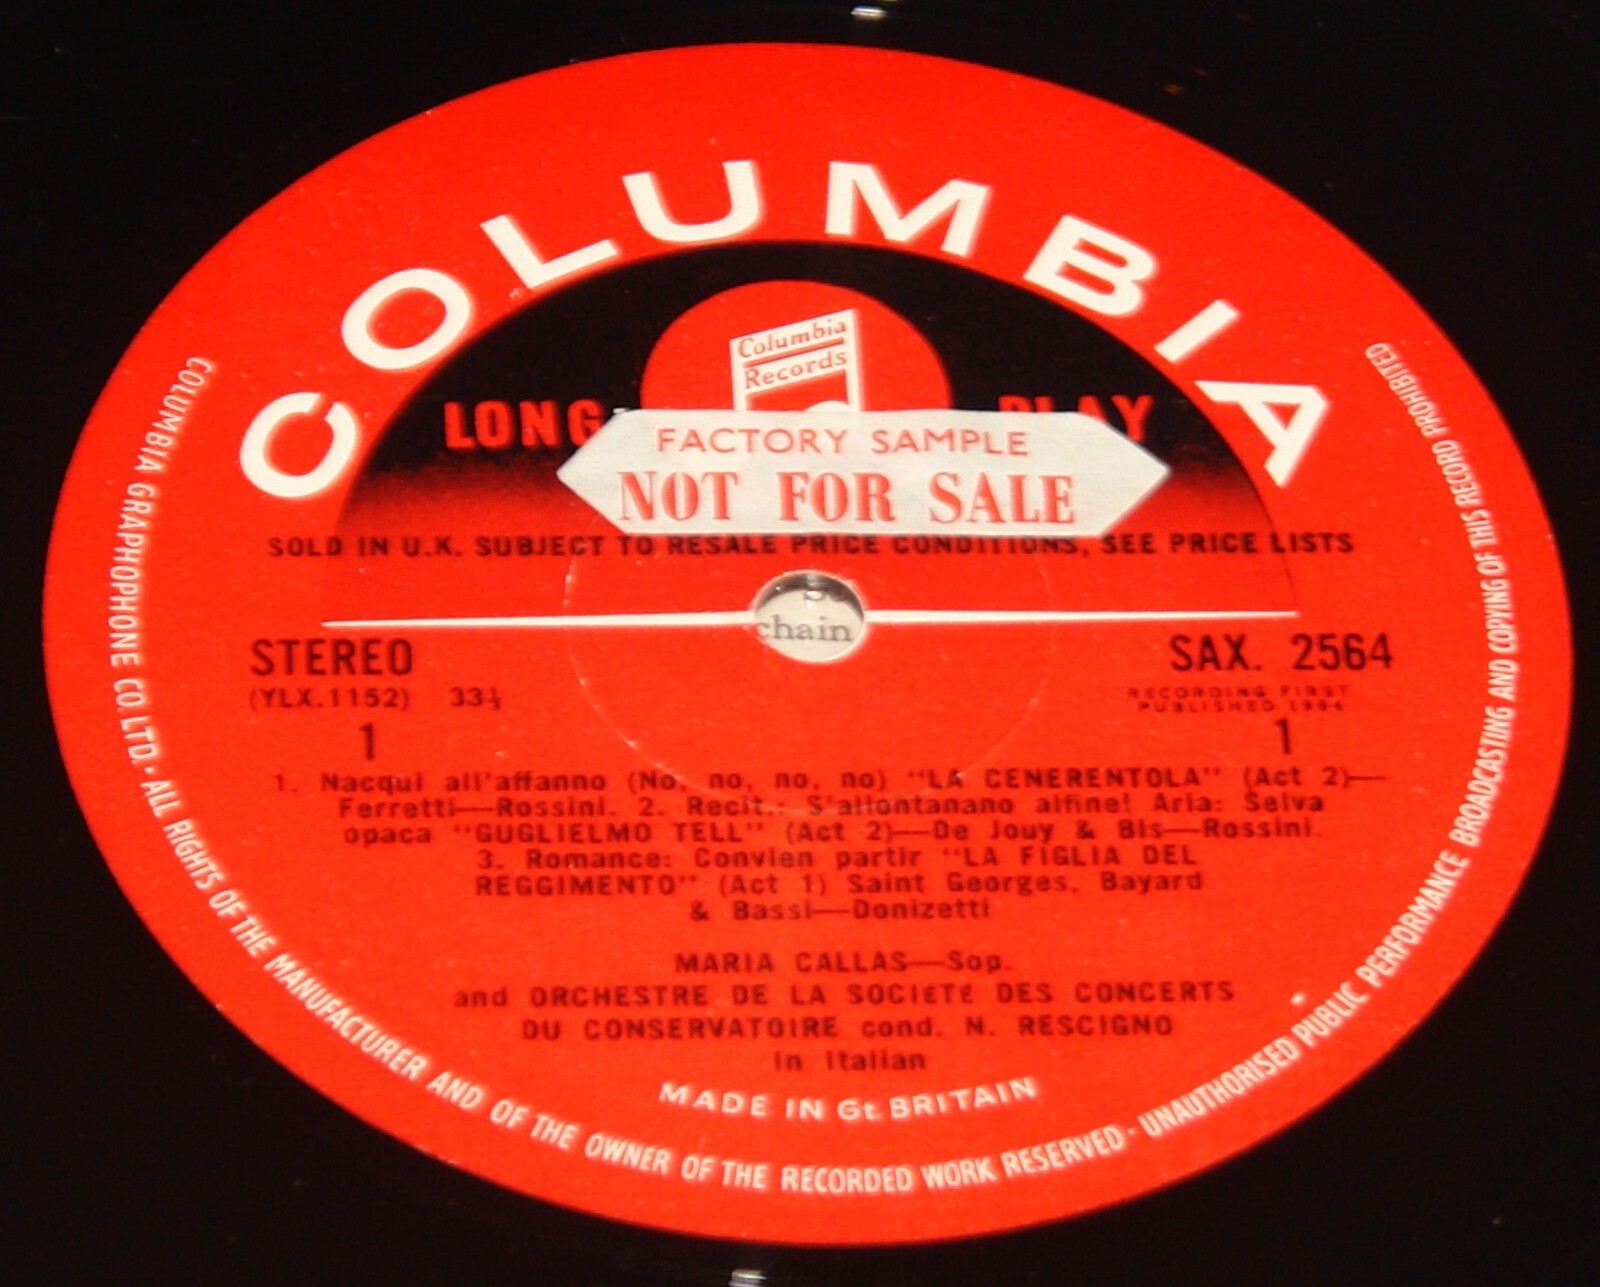 COLUMBIA
Columbia
Records
LONG PLAY
FACTORY SAMPLE
NOT FOR SALE
SOLD IN U.K. SUBJECT TO RESALE PRICE CONDITIONS, SEE PRICE LISTS
chain
STEREO SAX. 2564
(YLX.1152) 33⅓ RECORDING FIRST
PUBLISHED 1964
1 1
1. Nacqui all'affanno (No, no, no, no) "LA CENERENTOLA" (Act 2)—
Ferretti—Rossini. 2. Recit.: S'allontanano alfine! Aria: Selva
opaca "GUGLIELMO TELL" (Act 2)—De Jouy & Bis—Rossini.
3. Romance: Convien partir "LA FIGLIA DEL
REGGIMENTO" (Act 1) Saint Georges, Bayard
& Bassi—Donizetti
MARIA CALLAS—Sop.
and ORCHESTRE DE LA SOCIÉTÉ DES CONCERTS
DU CONSERVATOIRE cond. N. RESCIGNO
in Italian
MADE IN Gt. BRITAIN
COLUMBIA GRAPHOPHONE CO. LTD. · ALL RIGHTS OF THE MANUFACTURER AND OF THE OWNER OF THE RECORDED WORK RESERVED · UNAUTHORISED PUBLIC PERFORMANCE BROADCASTING AND COPYING OF THIS RECORD PROHIBITED